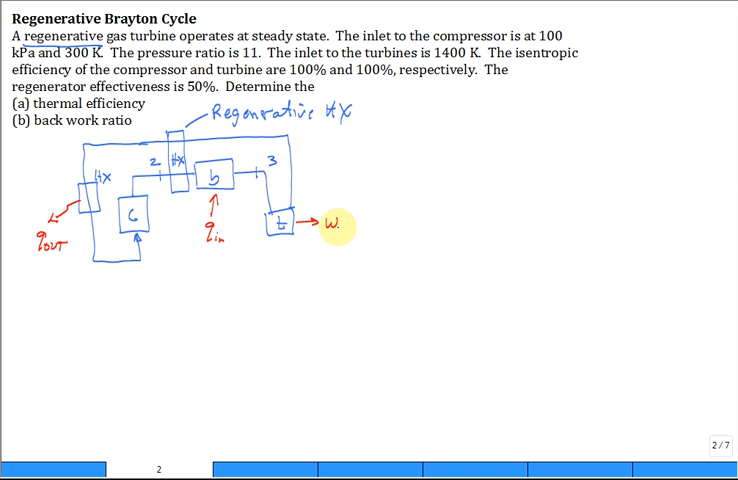 Regenerative Brayton Cycle
A regenerative gas turbine operates at steady state. The inlet to the compressor is at 100
kPa and 300 K. The pressure ratio is 11. The inlet to the turbines is 1400 K. The isentropic
efficiency of the compressor and turbine are 100% and 100%, respectively. The
regenerator effectiveness is 50%. Determine the
(a) thermal efficiency
(b) back work ratio
Regenerative HX
2
HX
3
HX
b
C
t
W.
qout
qin
2 / 7
2